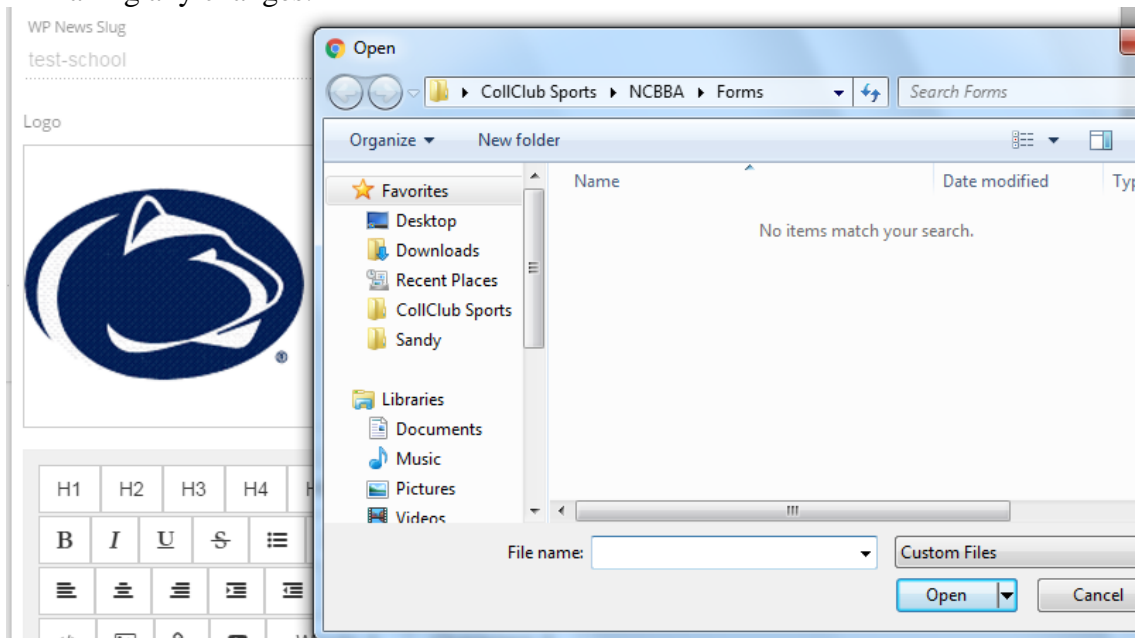 WP News Slug
test-school
Logo
®
H1 H2 H3 H4
B I U S
Open
CollClub Sports NCBBA Forms
Search Forms
Organize New folder
Name Date modified
No items match your search.
Favorites
Desktop
Downloads
Recent Places
CollClub Sports
Sandy
Libraries
Documents
Music
Pictures
Videos
File name:
Custom Files
Open Cancel